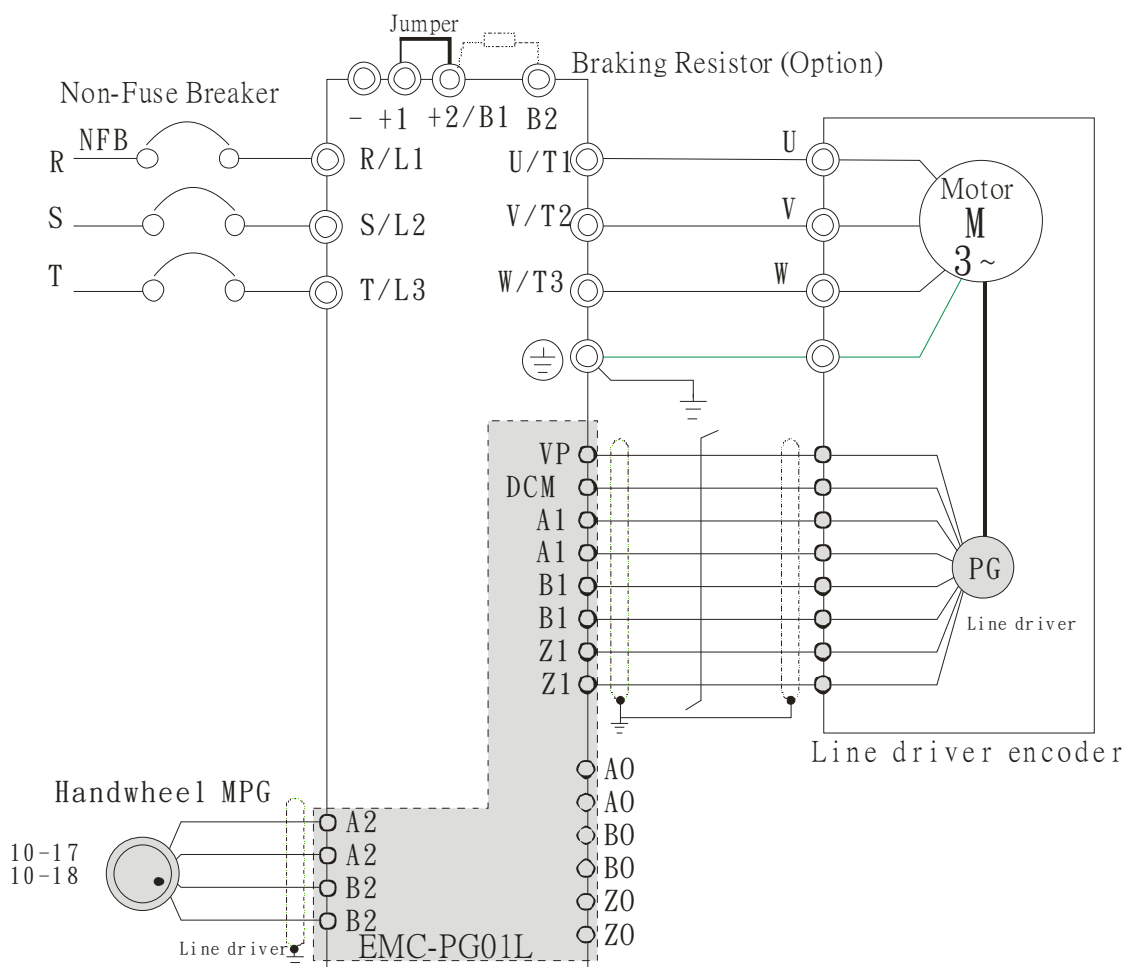 Jumper
Braking Resistor (Option)
Non-Fuse Breaker
- +1 +2/B1 B2
NFB
R
R/L1
U/T1
U
S
S/L2
V/T2
V
T
T/L3
W/T3
W
Motor
M
3~
VP
DCM
A1
A1
B1
B1
Z1
Z1
PG
Line driver
Line driver encoder
AO
AO
BO
BO
ZO
ZO
Handwheel MPG
10-17
10-18
A2
A2
B2
B2
Line driver
EMC-PG01L